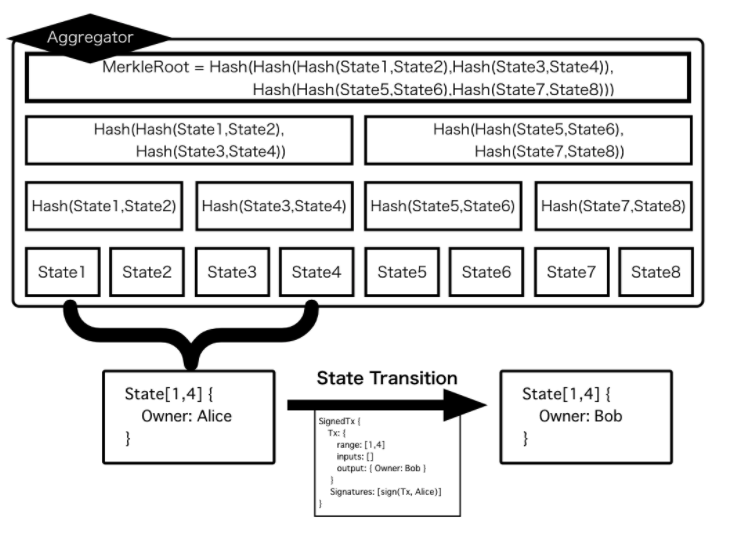 Aggregator
MerkleRoot = Hash(Hash(Hash(State1,State2),Hash(State3,State4)),
Hash(Hash(State5,State6),Hash(State7,State8)))
Hash(Hash(State1,State2),
Hash(State3,State4))
Hash(Hash(State5,State6),
Hash(State7,State8))
Hash(State1,State2)
Hash(State3,State4)
Hash(State5,State6)
Hash(State7,State8)
State1
State2
State3
State4
State5
State6
State7
State8
State[1,4] {
Owner: Alice
}
State Transition
SignedTx {
Tx: {
range: [1,4]
inputs: []
output: { Owner: Bob }
}
Signatures: [sign(Tx, Alice)]
}
State[1,4] {
Owner: Bob
}